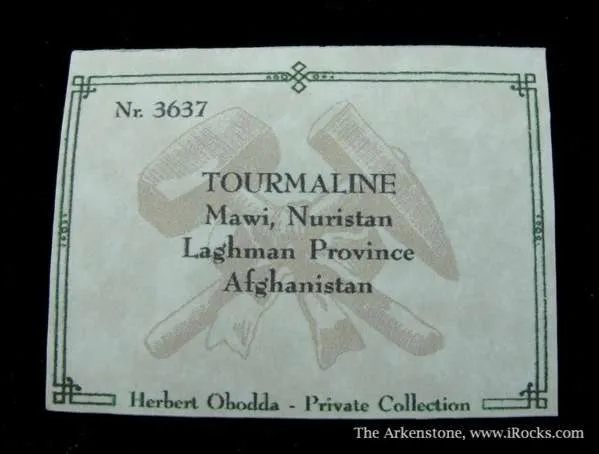 Nr. 3637
TOURMALINE
Mawi, Nuristan
Laghman Province
Afghanistan
Herbert Obodda - Private Collection
The Arkenstone, www.iRocks.com